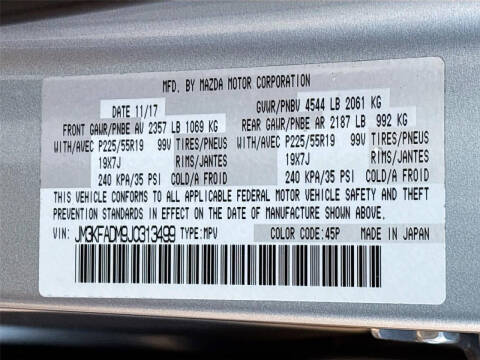 MFD. BY MAZDA MOTOR CORPORATION
DATE 11/17 GVWR/PNBV 4544 LB 2061 KG
FRONT GAWR/PNBE AV 2357 LB 1069 KG REAR GAWR/PNBE AR 2187 LB 992 KG
WITH/AVEC P225/55R19 99V TIRES/PNEUS WITH/AVEC P225/55R19 99V TIRES/PNEUS
19X7J RIMS/JANTES 19X7J RIMS/JANTES
240 KPA/35 PSI COLD/A FROID 240 KPA/35 PSI COLD/A FROID
THIS VEHICLE CONFORMS TO ALL APPLICABLE FEDERAL MOTOR VEHICLE SAFETY AND THEFT
PREVENTION STANDARDS IN EFFECT ON THE DATE OF MANUFACTURE SHOWN ABOVE.
VIN: JM3KFADM9J0313499 TYPE:MPV COLOR CODE:45P MADE IN JAPAN